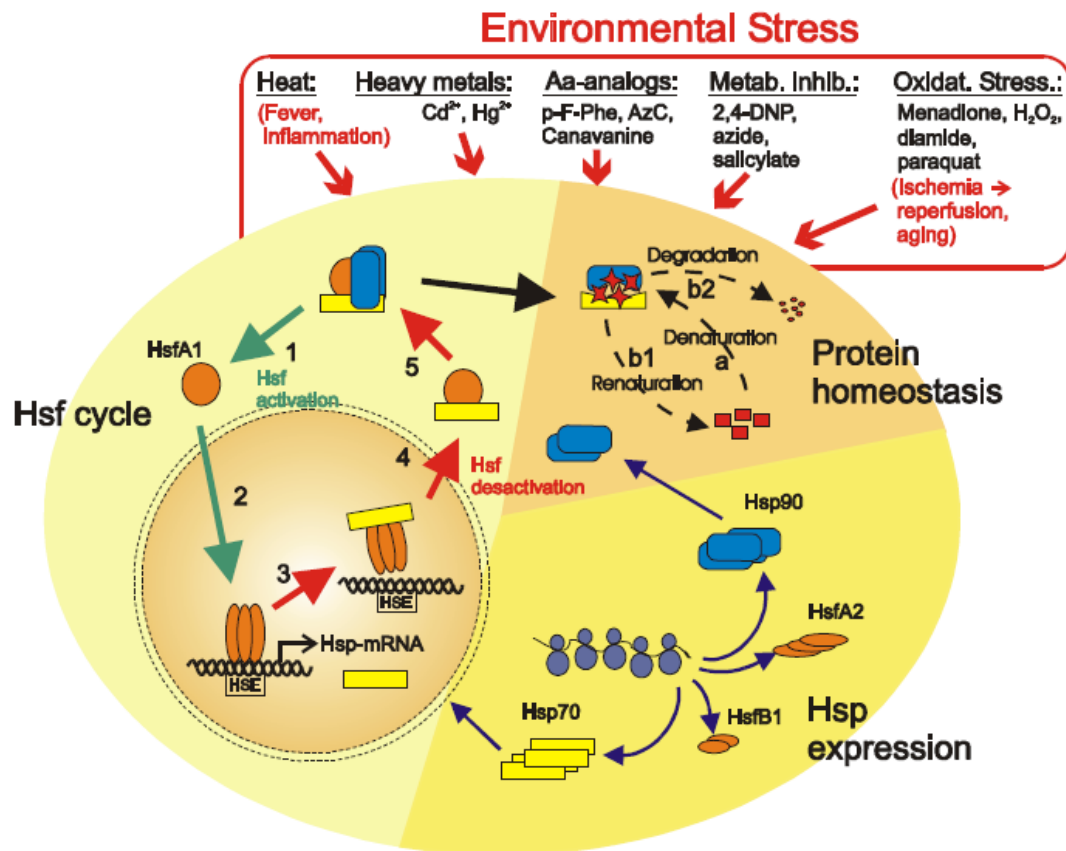 Environmental Stress
Heat:
(Fever,
Inflammation)
Heavy metals:
Cd²⁺, Hg²⁺
Aa-analogs:
p-F-Phe, AzC,
Canavanine
Metab. Inhib.:
2,4-DNP,
azide,
salicylate
Oxidat. Stress.:
Menadione, H₂O₂,
diamide,
paraquat
(Ischemia →
reperfusion,
aging)
Hsf cycle
HsfA1
1
Hsf
activation
2
3
4
Hsf
desactivation
5
HSE
HSE
Hsp-mRNA
Degradation
b2
Denaturation
a
b1
Renaturation
Protein
homeostasis
Hsp90
HsfA2
HsfB1
Hsp70
Hsp
expression